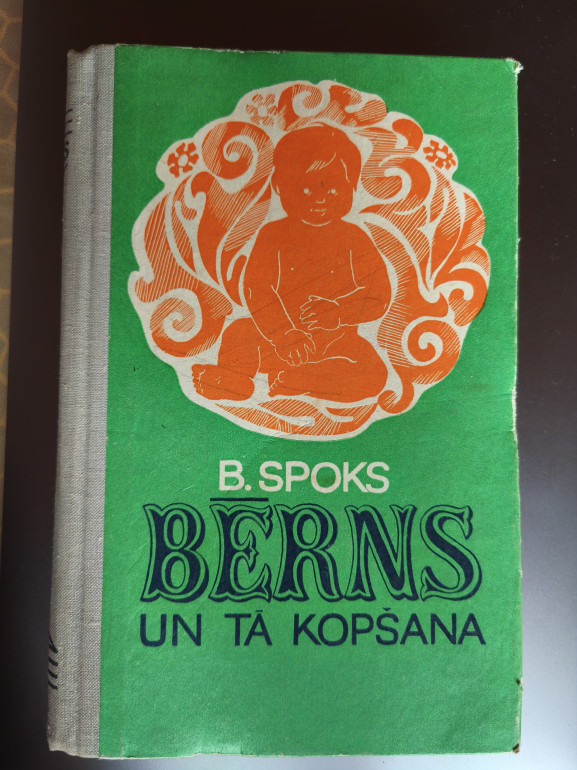 B. SPOKS
BĒRNS
UN TĀ KOPŠANA